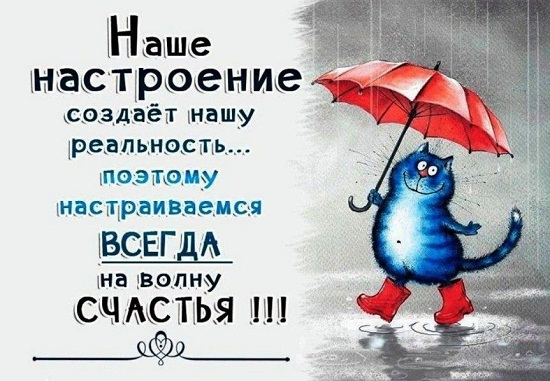 Наше
настроение
создаёт нашу
реальность...
поэтому
настраиваемся
ВСЕГДА
на волну
СЧАСТЬЯ !!!